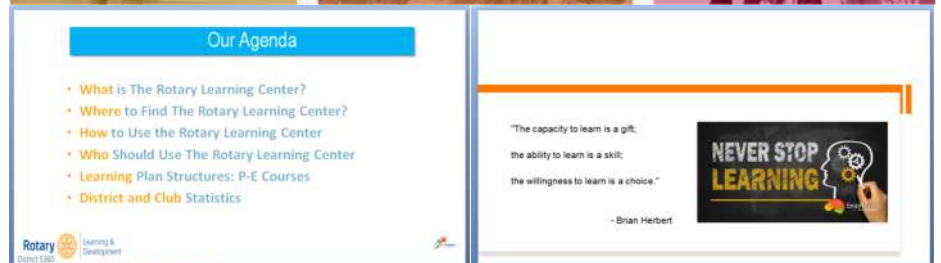 Our Agenda
• What is The Rotary Learning Center?
• Where to Find The Rotary Learning Center?
• How to Use the Rotary Learning Center
• Who Should Use The Rotary Learning Center
• Learning Plan Structures: P-E Courses
• District and Club Statistics
Rotary
District 5360
Learning &
Development
"The capacity to learn is a gift;
the ability to learn is a skill;
the willingness to learn is a choice."
- Brian Herbert
NEVER STOP
LEARNING